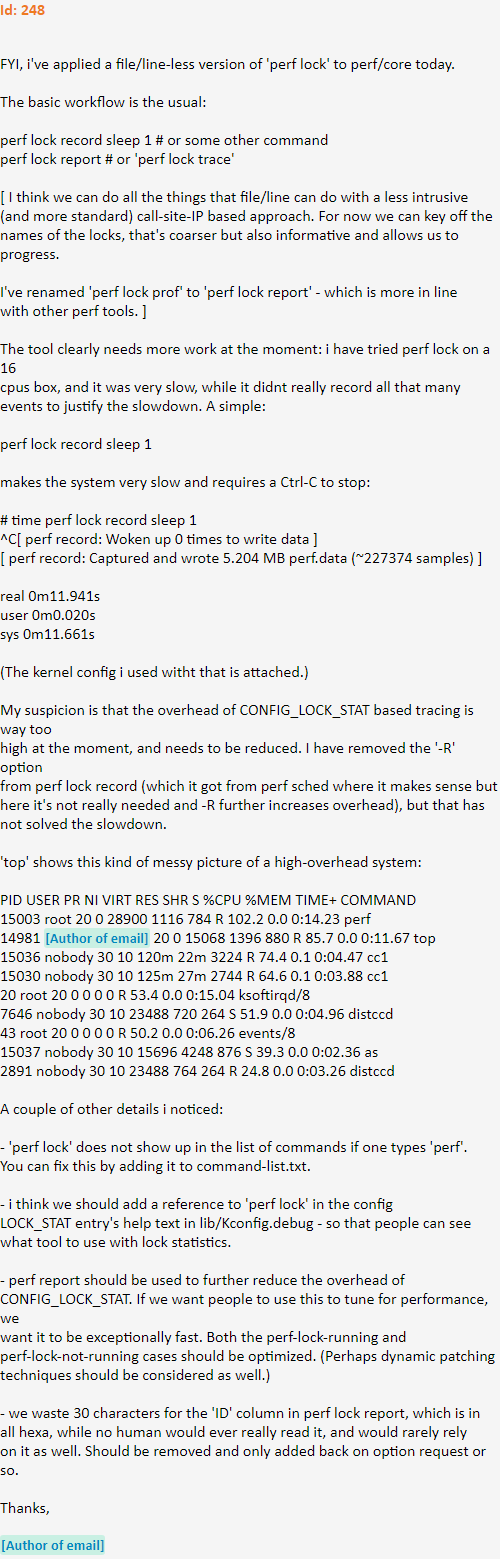 Id: 248
FYI, i've applied a file/line-less version of 'perf lock' to perf/core today.
The basic workflow is the usual:
perf lock record sleep 1 # or some other command
perf lock report # or 'perf lock trace'
[ I think we can do all the things that file/line can do with a less intrusive
(and more standard) call-site-IP based approach. For now we can key off the
names of the locks, that's coarser but also informative and allows us to
progress.
I've renamed 'perf lock prof' to 'perf lock report' - which is more in line
with other perf tools. ]
The tool clearly needs more work at the moment: i have tried perf lock on a
16
cpus box, and it was very slow, while it didnt really record all that many
events to justify the slowdown. A simple:
perf lock record sleep 1
makes the system very slow and requires a Ctrl-C to stop:
# time perf lock record sleep 1
^C[ perf record: Woken up 0 times to write data ]
[ perf record: Captured and wrote 5.204 MB perf.data (~227374 samples) ]
real 0m11.941s
user 0m0.020s
sys 0m11.661s
(The kernel config i used witht that is attached.)
My suspicion is that the overhead of CONFIG_LOCK_STAT based tracing is
way too
high at the moment, and needs to be reduced. I have removed the '-R'
option
from perf lock record (which it got from perf sched where it makes sense but
here it's not really needed and -R further increases overhead), but that has
not solved the slowdown.
'top' shows this kind of messy picture of a high-overhead system:
PID USER PR NI VIRT RES SHR S %CPU %MEM TIME+ COMMAND
15003 root 20 0 28900 1116 784 R 102.2 0.0 0:14.23 perf
14981 [Author of email] 20 0 15068 1396 880 R 85.7 0.0 0:11.67 top
15036 nobody 30 10 120m 22m 3224 R 74.4 0.1 0:04.47 cc1
15030 nobody 30 10 125m 27m 2744 R 64.6 0.1 0:03.88 cc1
20 root 20 0 0 0 0 R 53.4 0.0 0:15.04 ksoftirqd/8
7646 nobody 30 10 23488 720 264 S 51.9 0.0 0:04.96 distccd
43 root 20 0 0 0 0 R 50.2 0.0 0:06.26 events/8
15037 nobody 30 10 15696 4248 876 S 39.3 0.0 0:02.36 as
2891 nobody 30 10 23488 764 264 R 24.8 0.0 0:03.26 distccd
A couple of other details i noticed:
- 'perf lock' does not show up in the list of commands if one types 'perf'.
You can fix this by adding it to command-list.txt.
- i think we should add a reference to 'perf lock' in the config
LOCK_STAT entry's help text in lib/Kconfig.debug - so that people can see
what tool to use with lock statistics.
- perf report should be used to further reduce the overhead of
CONFIG_LOCK_STAT. If we want people to use this to tune for performance,
we
want it to be exceptionally fast. Both the perf-lock-running and
perf-lock-not-running cases should be optimized. (Perhaps dynamic patching
techniques should be considered as well.)
- we waste 30 characters for the 'ID' column in perf lock report, which is in
all hexa, while no human would ever really read it, and would rarely rely
on it as well. Should be removed and only added back on option request or
so.
Thanks,
[Author of email]